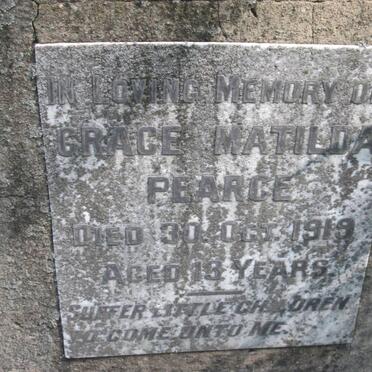 IN LOVING MEMORY OF
GRACE MATILDA
PEARCE
DIED 30. OCT. 1919
AGED 13 YEARS.
SUFFER LITTLE CHILDREN
TO COME UNTO ME